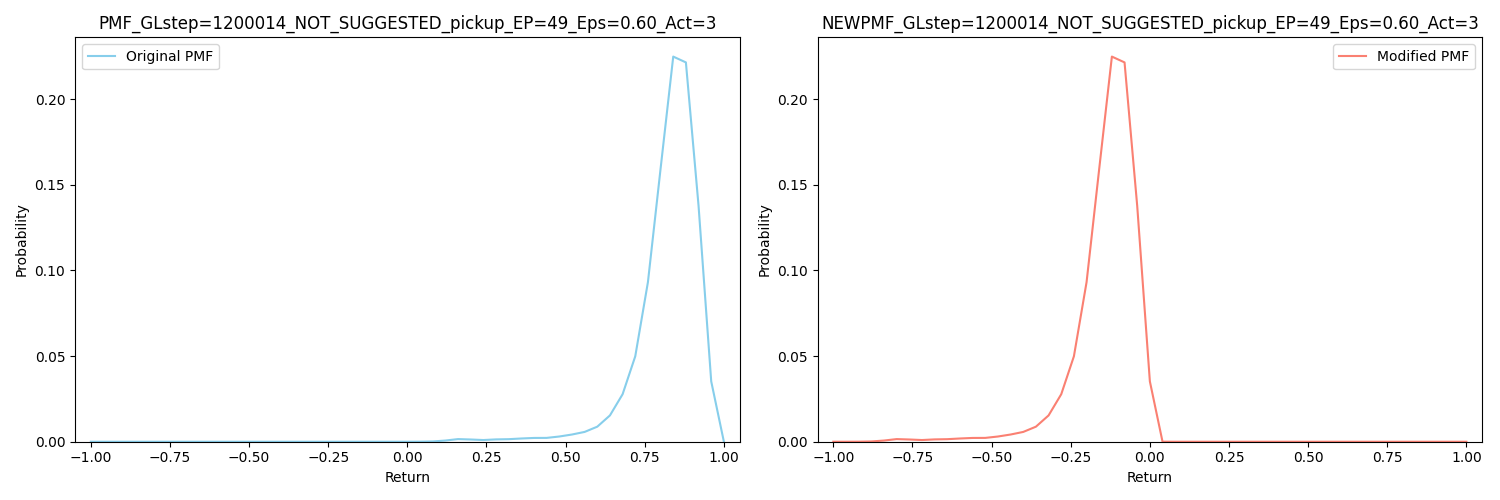 PMF_GLstep=1200014_NOT_SUGGESTED_pickup_EP=49_Eps=0.60_Act=3
Original PMF
Probability
0.20
0.15
0.10
0.05
0.00
−1.00 −0.75 −0.50 −0.25 0.00 0.25 0.50 0.75 1.00
Return
NEWPMF_GLstep=1200014_NOT_SUGGESTED_pickup_EP=49_Eps=0.60_Act=3
Modified PMF
Probability
0.20
0.15
0.10
0.05
0.00
−1.00 −0.75 −0.50 −0.25 0.00 0.25 0.50 0.75 1.00
Return